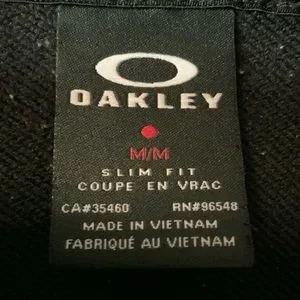 OAKLEY
M/M
SLIM FIT
COUPE EN VRAC
CA#35460 RN#96548
MADE IN VIETNAM
FABRIQUÉ AU VIETNAM